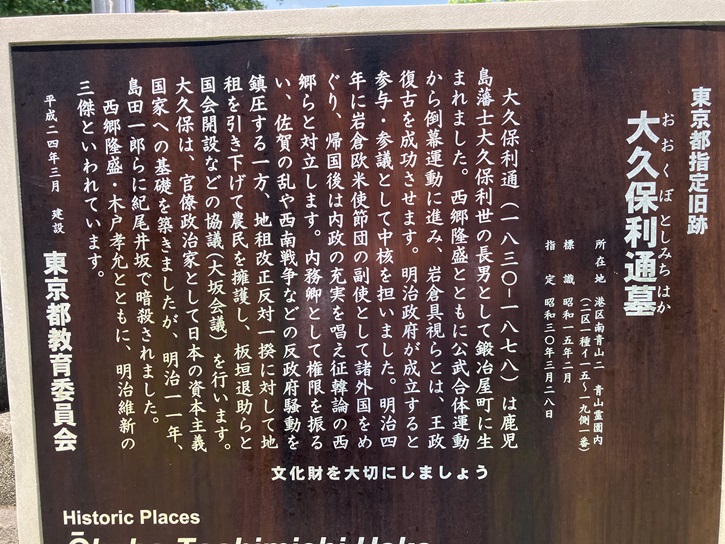 東京都指定旧跡
大久保利通墓
おおくぼとしみちはか
所在地 港区南青山二 青山霊園内
(一区一種イ一五~一九側一番)
標識 昭和一五年二月
指定 昭和三〇年三月二八日
大久保利通(一八三〇-一八七八)は鹿児
島藩士大久保利世の長男として鍛冶屋町に生
まれました。西郷隆盛とともに公武合体運動
から倒幕運動に進み、岩倉具視らとは、王政
復古を成功させます。明治政府が成立すると
参与・参議として中核を担いました。明治四
年に岩倉欧米使節団の副使として諸外国をめ
ぐり、帰国後は内政の充実を唱え征韓論の西
郷らと対立します。内務卿として権限を振る
い、佐賀の乱や西南戦争などの反政府騒動を
鎮圧する一方、地租改正反対一揆に対して地
租を引き下げて農民を擁護し、板垣退助らと
国会開設などの協議(大坂会議)を行います。
大久保は、官僚政治家として日本の資本主義
国家への基礎を築きましたが、明治一一年、
島田一郎らに紀尾井坂で暗殺されました。
西郷隆盛・木戸孝允とともに、明治維新の
三傑といわれています。
平成二四年三月 建設
東京都教育委員会
文化財を大切にしましょう
Historic Places
Ōkubo Toshimichi Haka